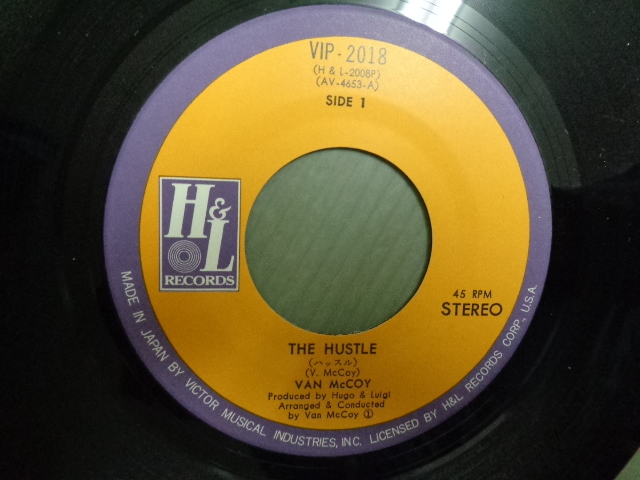 VIP-2018
(H & L-2008P)
(AV-4653-A)
SIDE 1
H&L
RECORDS
45 RPM
STEREO
THE HUSTLE
(ハッスル)
(V. McCoy)
VAN McCOY
Produced by Hugo & Luigi
Arranged & Conducted
by Van McCoy ①
MADE IN JAPAN BY VICTOR MUSICAL INDUSTRIES, INC. LICENSED BY H&L RECORDS CORP., U.S.A.